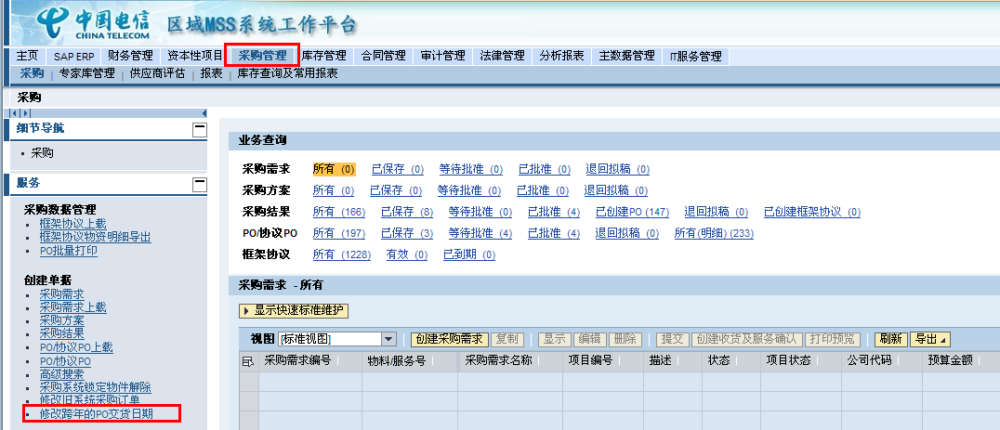 中国电信 区域MSS系统工作平台
CHINA TELECOM
主页 SAP ERP 财务管理 资本性项目 采购管理 库存管理 合同管理 审计管理 法律管理 分析报表 主数据管理 IT服务管理
采购 专家库管理 供应商评估 报表 库存查询及常用报表
采购
细节导航
采购
服务
采购数据管理
框架协议上载
框架协议物资明细导出
PO批量打印
创建单据
采购需求
采购需求上载
采购方案
采购结果
PO/协议PO上载
PO/协议PO
高级搜索
采购系统锁定物件解除
修改旧系统采购订单
修改跨年的PO交货日期
业务查询
采购需求 所有 (0) 已保存 (0) 等待批准 (0) 已批准 (0) 退回拟稿 (0)
采购方案 所有 (0) 已保存 (0) 等待批准 (0) 已批准 (0) 退回拟稿 (0)
采购结果 所有 (166) 已保存 (8) 等待批准 (0) 已批准 (4) 已创建PO (147) 退回拟稿 (0) 已创建框架协议 (0)
PO/协议PO 所有 (197) 已保存 (3) 等待批准 (4) 已批准 (4) 退回拟稿 (0) 所有(明细) (233)
框架协议 所有 (1228) 有效 (0) 已到期 (0)
采购需求 - 所有
显示快速标准维护
视图 [标准视图] 创建采购需求 复制 显示 编辑 删除 提交 创建收货及服务确认 打印预览 刷新 导出
采购需求编号 物料/服务号 采购需求名称 项目编号 描述 状态 项目状态 公司代码 预算金额